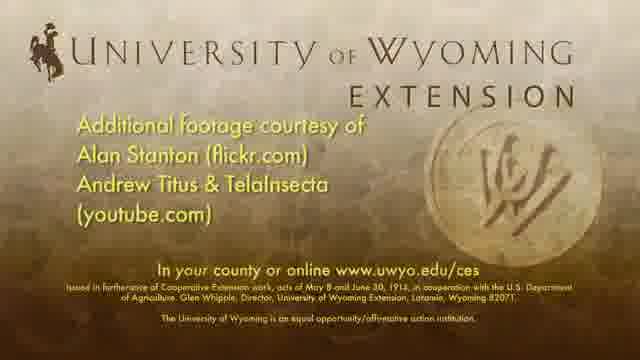 UNIVERSITY OF WYOMING
EXTENSION
Additional footage courtesy of
Alan Stanton (flickr.com)
Andrew Titus & TelaInsecta
(youtube.com)
In your county or online www.uwyo.edu/ces
Issued in furtherance of Cooperative Extension work, acts of May 8 and June 30, 1914, in cooperation with the U.S. Department
of Agriculture. Glen Whipple, Director, University of Wyoming Extension, Laramie, Wyoming 82071.
The University of Wyoming is an equal opportunity/affirmative action institution.